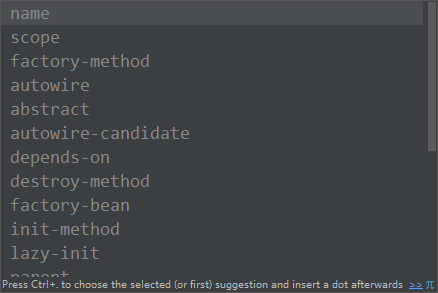 name
scope
factory-method
autowire
abstract
autowire-candidate
depends-on
destroy-method
factory-bean
init-method
lazy-init
parent
Press Ctrl+. to choose the selected (or first) suggestion and insert a dot afterwards >> π